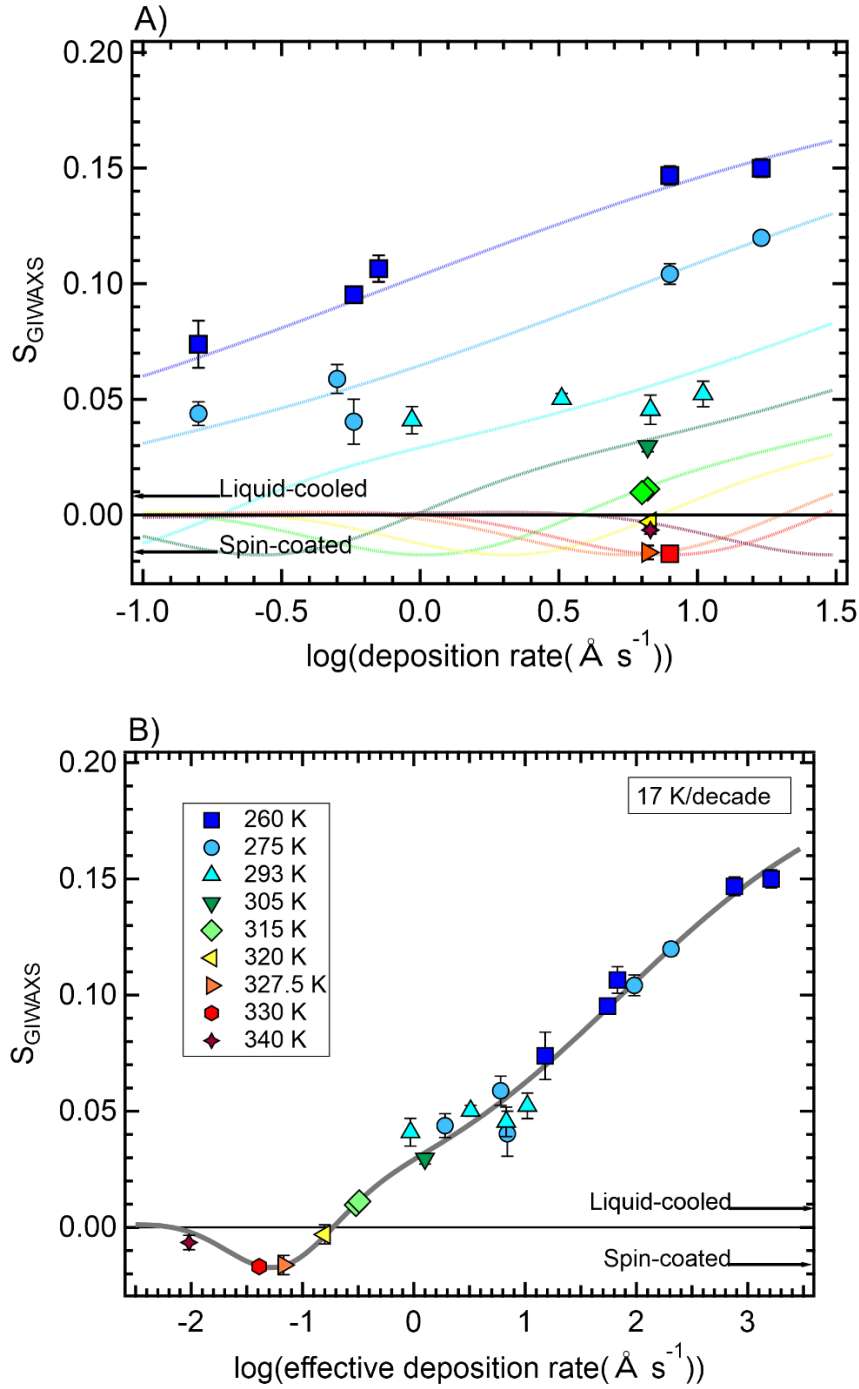 A)
0.20
0.15
0.10
0.05
0.00
S_GIWAXS
Liquid-cooled
Spin-coated
-1.0 -0.5 0.0 0.5 1.0 1.5
log(deposition rate(Å s⁻¹))
B)
0.20
0.15
0.10
0.05
0.00
S_GIWAXS
17 K/decade
260 K
275 K
293 K
305 K
315 K
320 K
327.5 K
330 K
340 K
Liquid-cooled
Spin-coated
-2 -1 0 1 2 3
log(effective deposition rate(Å s⁻¹))